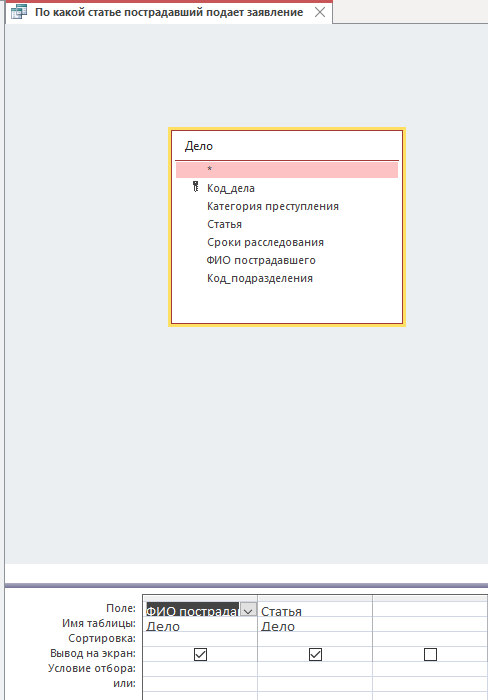 По какой статье пострадавший подает заявление
Дело
*
Код_дела
Категория преступления
Статья
Сроки расследования
ФИО пострадавшего
Код_подразделения
Поле: ФИО пострада Статья
Имя таблицы: Дело Дело
Сортировка:
Вывод на экран:
Условие отбора:
или: